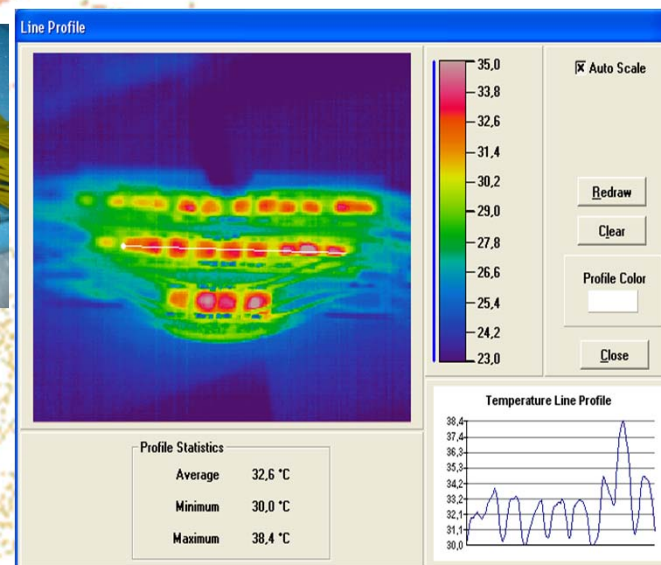 Line Profile
35,0
33,8
32,6
31,4
30,2
29,0
27,8
26,6
25,4
24,2
23,0
Auto Scale
Redraw
Clear
Profile Color
Close
Profile Statistics
Average 32,6 °C
Minimum 30,0 °C
Maximum 38,4 °C
Temperature Line Profile
38,4
37,4
36,3
35,3
34,2
33,2
32,1
31,1
30,0